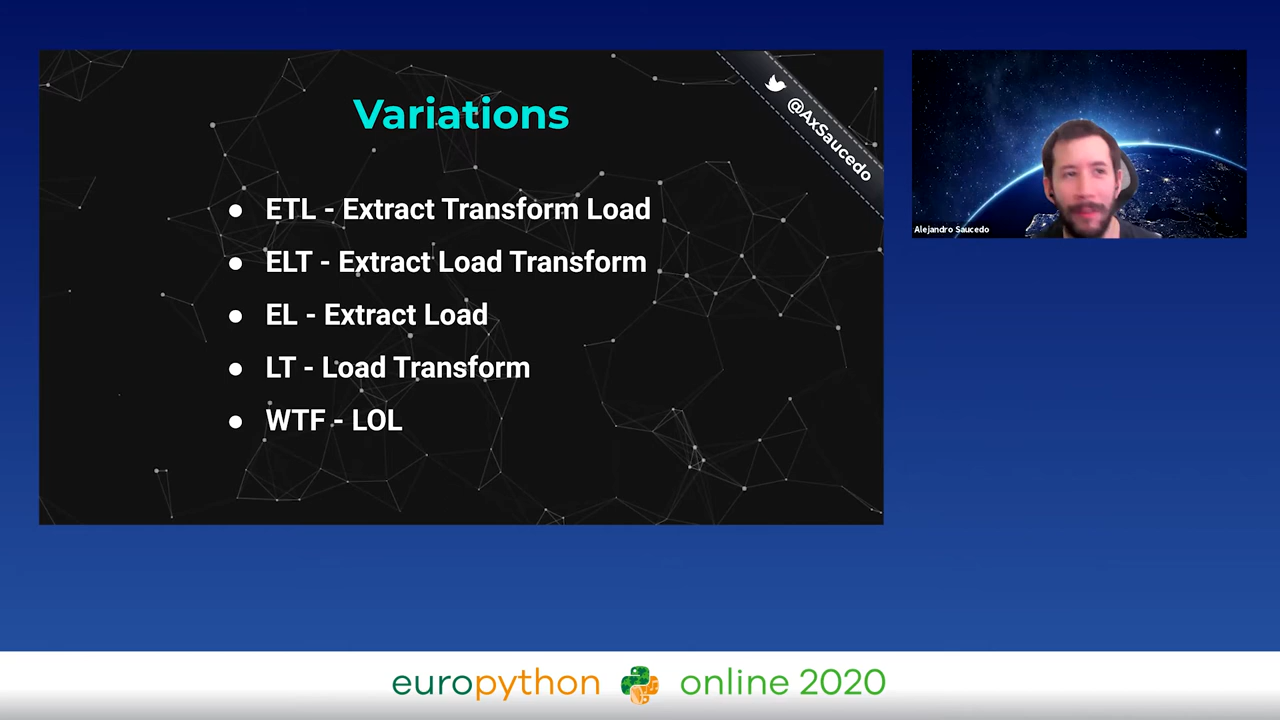 Variations
@AxSaucedo
● ETL - Extract Transform Load
● ELT - Extract Load Transform
● EL - Extract Load
● LT - Load Transform
● WTF - LOL
Alejandro Saucedo
europython online 2020